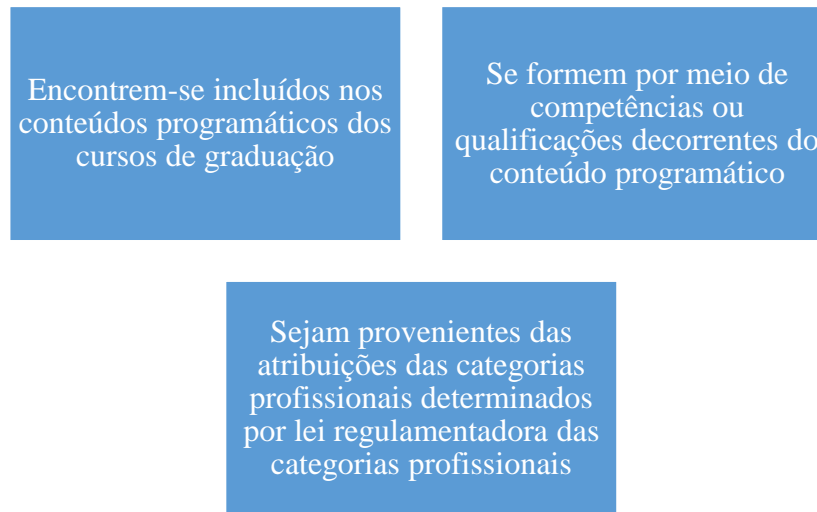 Encontrem-se incluídos nos
conteúdos programáticos dos
cursos de graduação
Se formem por meio de
competências ou
qualificações decorrentes do
conteúdo programático
Sejam provenientes das
atribuições das categorias
profissionais determinados
por lei regulamentadora das
categorias profissionais